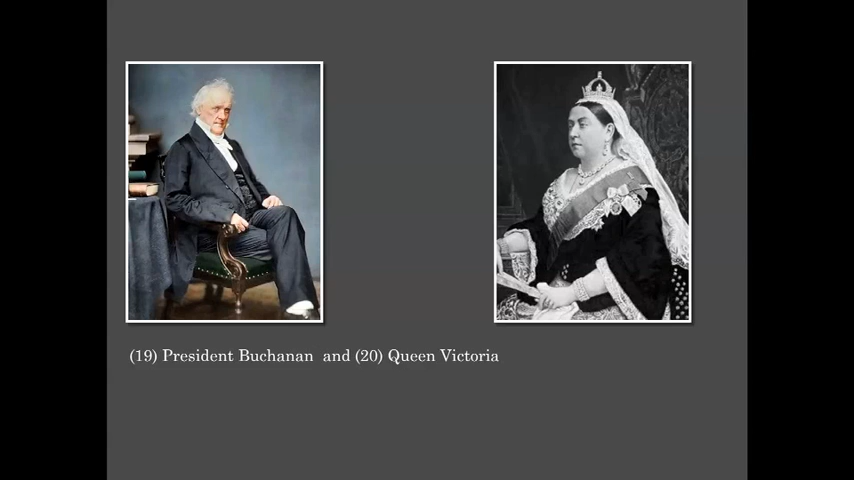 (19) President Buchanan  and (20) Queen Victoria